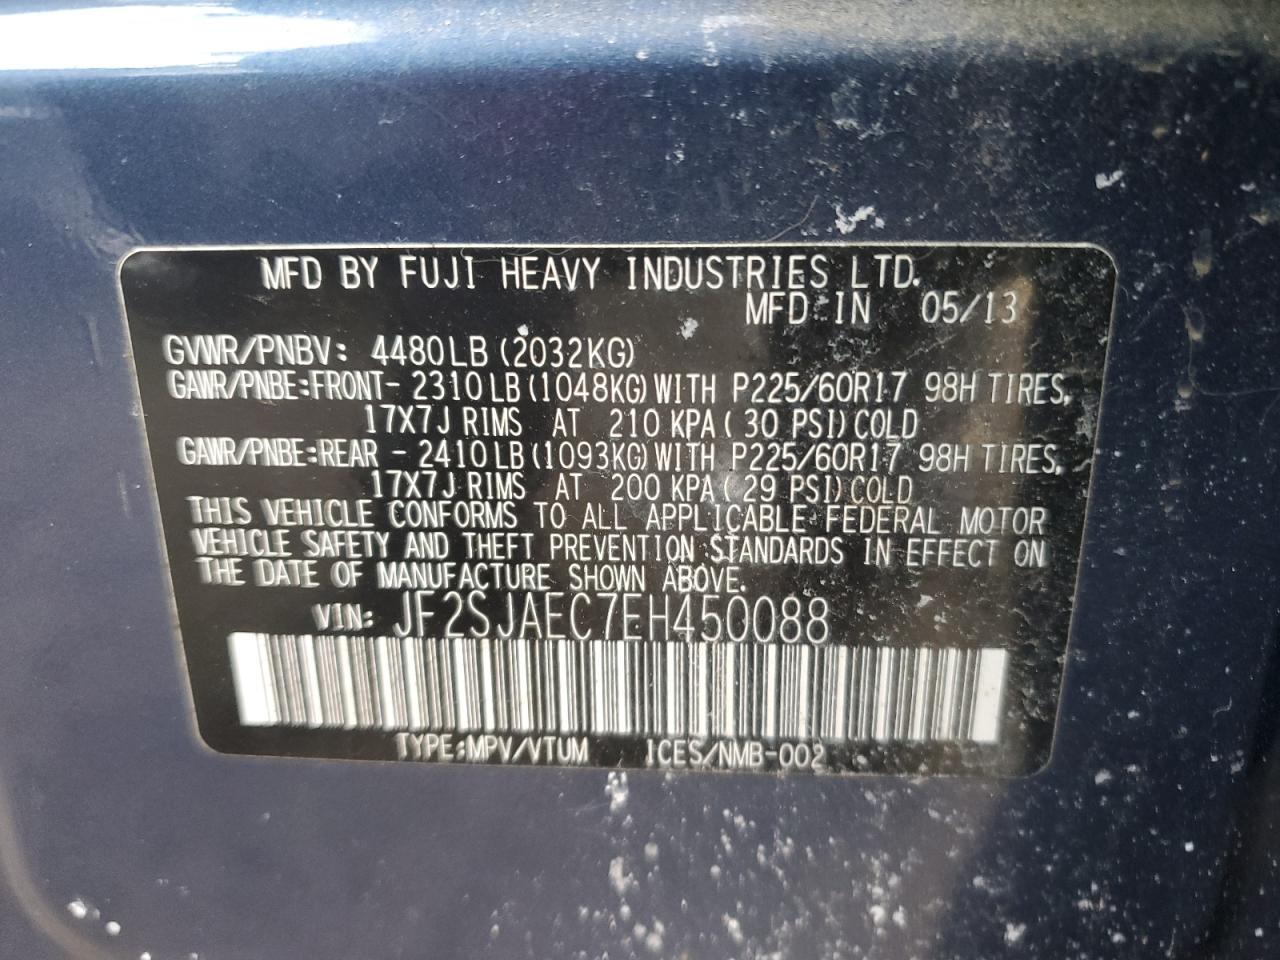 MFD BY FUJI HEAVY INDUSTRIES LTD.
MFD IN 05/13
GVWR/PNBV: 4480LB (2032KG)
GAWR/PNBE:FRONT- 2310LB (1048KG) WITH P225/60R17 98H TIRES,
17X7J RIMS AT 210 KPA ( 30 PSI) COLD
GAWR/PNBE:REAR - 2410LB (1093KG) WITH P225/60R17 98H TIRES,
17X7J RIMS AT 200 KPA ( 29 PSI) COLD
THIS VEHICLE CONFORMS TO ALL APPLICABLE FEDERAL MOTOR
VEHICLE SAFETY AND THEFT PREVENTION STANDARDS IN EFFECT ON
THE DATE OF MANUFACTURE SHOWN ABOVE.
VIN: JF2SJAEC7EH450088
TYPE:MPV/VTUM ICES/NMB-002